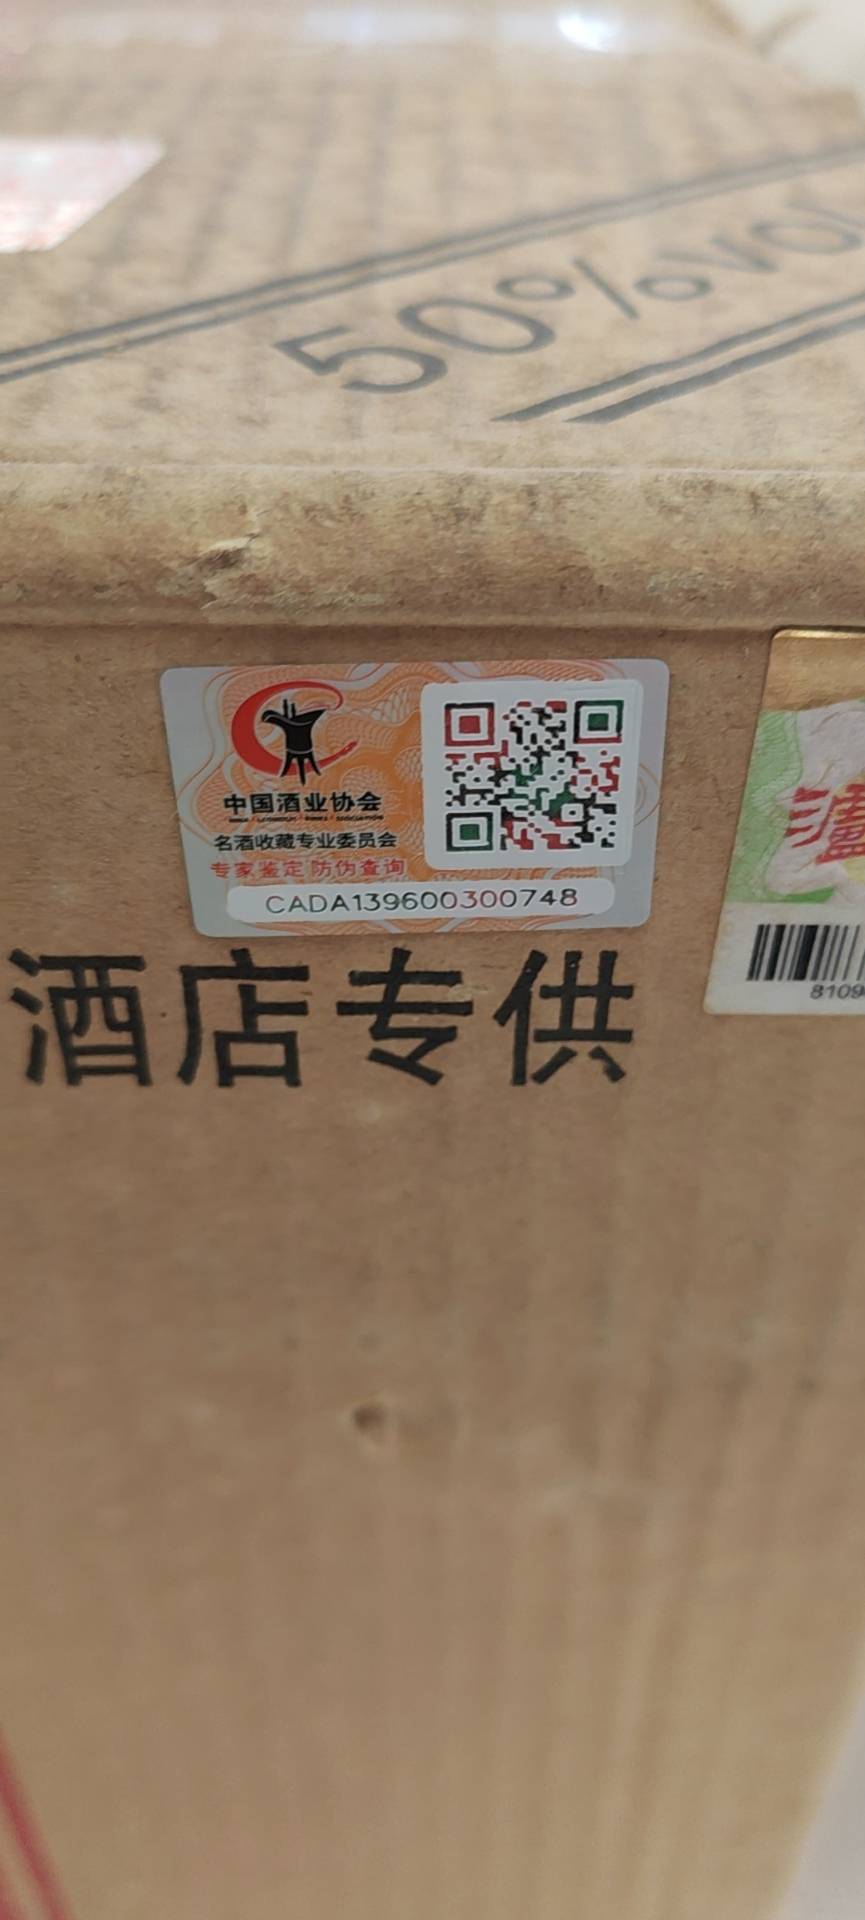 50%vol
中国酒业协会
名酒收藏专业委员会
专家鉴定 防伪查询
CADA139600300748
酒店专供
瀘
8109